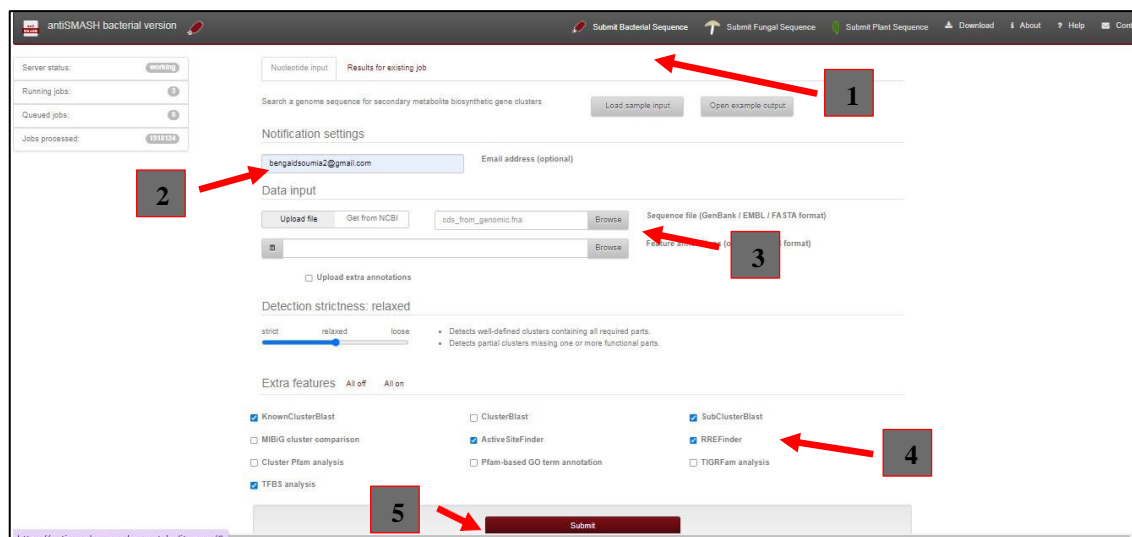 antiSMASH bacterial version
Submit Bacterial Sequence Submit Fungal Sequence Submit Plant Sequence Download About Help
1
Server status: working
Running jobs: 3
Queued jobs:
Jobs processed:
Nucleotide input Results for existing job
Search a genome sequence for secondary metabolite biosynthetic gene clusters
Load sample input Open example output
Notification settings
bengaidsoumia2@gmail.com Email address (optional)
2
Data input
Upload file Get from NCBI cds_from_genomic.fna Browse Sequence file (GenBank / EMBL / FASTA format)
Browse Feature format)
3
Upload extra annotations
Detection strictness: relaxed
strict relaxed loose
• Detects well-defined clusters containing all required parts.
• Detects partial clusters missing one or more functional parts.
Extra features All off All on
KnownClusterBlast ClusterBlast SubClusterBlast
MIBiG cluster comparison ActiveSiteFinder RREFinder
Cluster Pfam analysis Pfam-based GO term annotation TIGRFam analysis
TFBS analysis
4
5
Submit